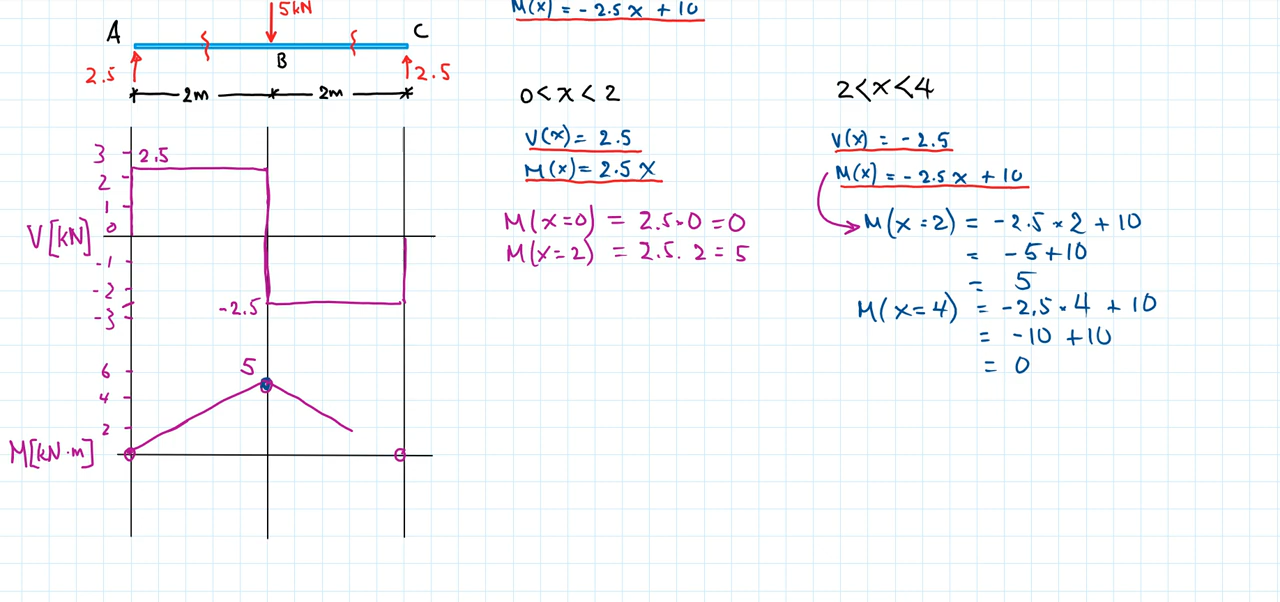 M(x) = - 2.5 x + 10
5kN
A
C
B
2.5
2.5
2m
2m
0 < x < 2
2 < x < 4
V(x) = 2.5
M(x) = 2.5 x
V(x) = - 2.5
M(x) = - 2.5 x + 10
M(x=0) = 2.5·0 = 0
M(x=2) = 2.5. 2 = 5
M(x=2) = -2.5 × 2 + 10
= -5+10
= 5
M(x=4) = -2.5 × 4 + 10
= -10 +10
= 0
3
2.5
2
1
0
V[kN]
-1
-2
-2.5
-3
5
6
4
2
M[kN·m]